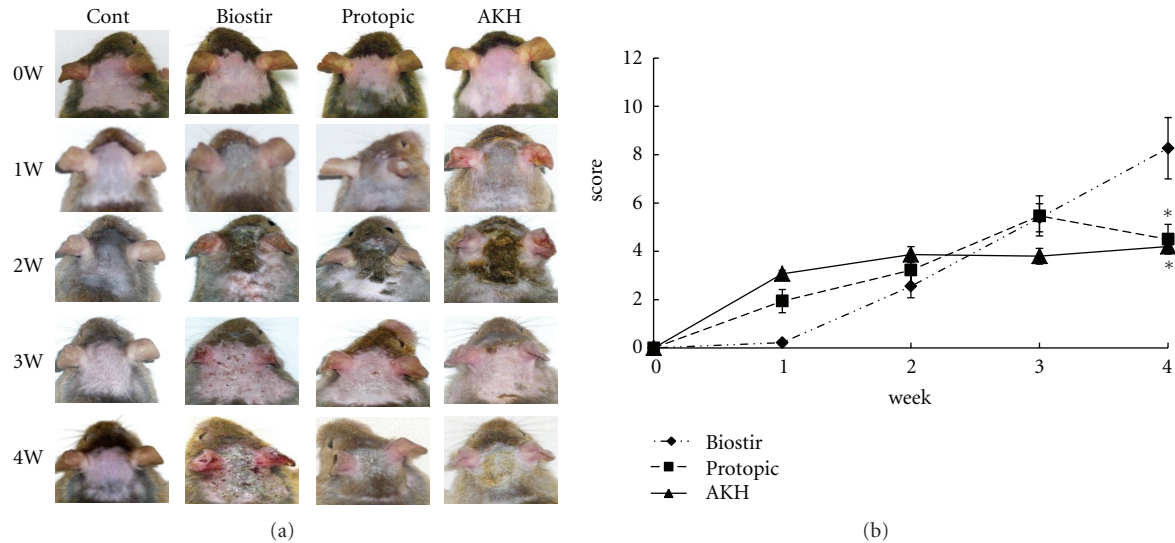 Cont Biostir Protopic AKH
0W
1W
2W
3W
4W
(a)
12
10
8
6
4
2
0
score
0 1 2 3 4
week
*
*
Biostir
Protopic
AKH
(b)